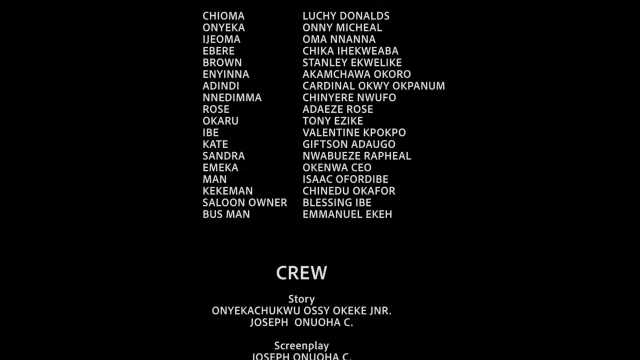 CHIOMA LUCHY DONALDS
ONYEKA ONNY MICHEAL
IJEOMA OMA NNANNA
EBERE CHIKA IHEKWEABA
BROWN STANLEY EKWELIKE
ENYINNA AKAMCHAWA OKORO
ADINDI CARDINAL OKWY OKPANUM
NNEDIMMA CHINYERE NWUFO
ROSE ADAEZE ROSE
OKARU TONY EZIKE
IBE VALENTINE KPOKPO
KATE GIFTSON ADAUGO
SANDRA NWABUEZE RAPHEAL
EMEKA OKENWA CEO
MAN ISAAC OFORDIBE
KEKEMAN CHINEDU OKAFOR
SALOON OWNER BLESSING IBE
BUS MAN EMMANUEL EKEH
CREW
Story
ONYEKACHUKWU OSSY OKEKE JNR.
JOSEPH ONUOHA C.
Screenplay
JOSEPH ONUOHA C.